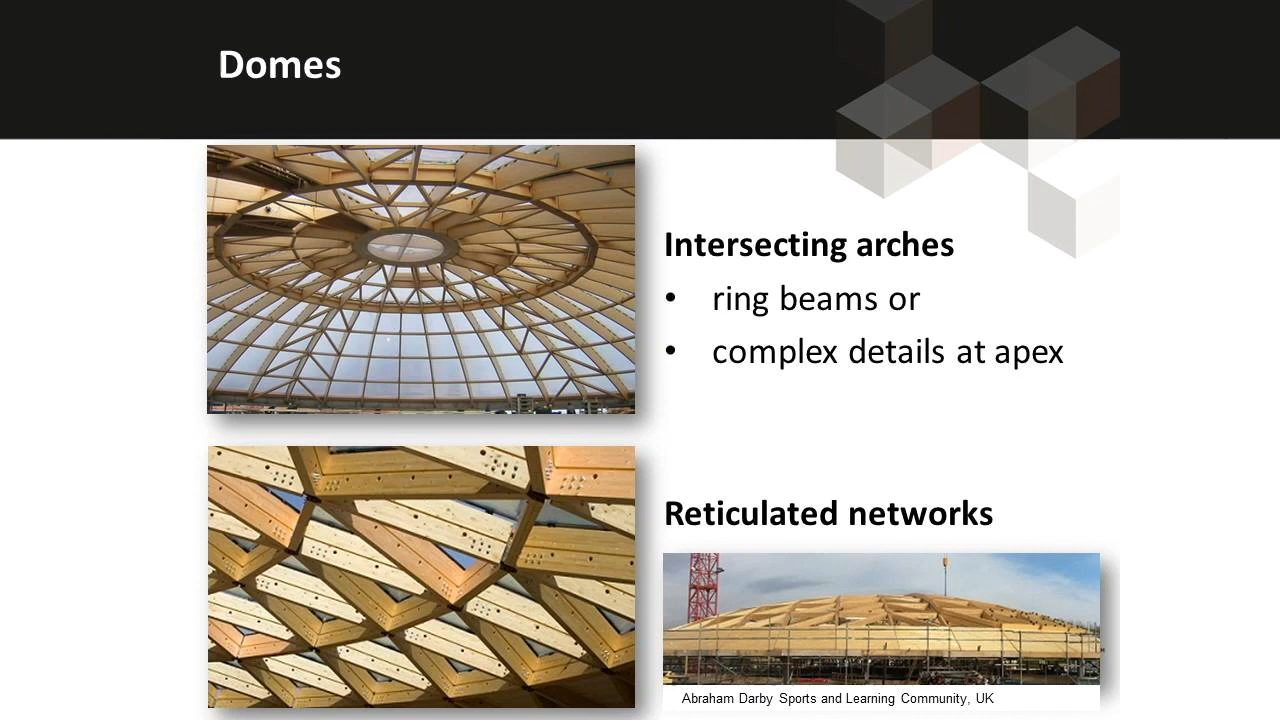 Domes
Intersecting arches
• ring beams or
• complex details at apex
Reticulated networks
Abraham Darby Sports and Learning Community, UK